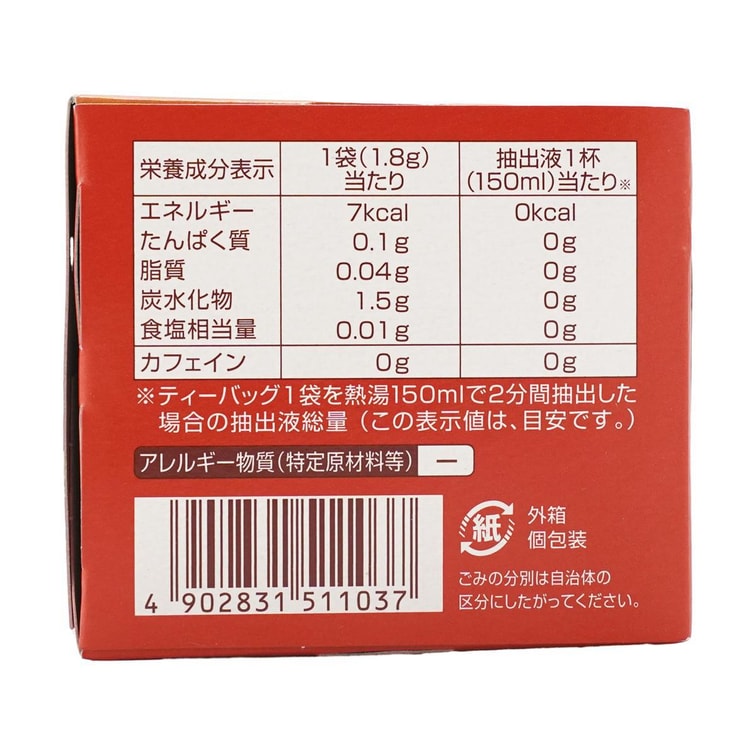 栄養成分表示 1袋(1.8g)当たり 抽出液1杯(150ml)当たり※
エネルギー 7kcal 0kcal
たんぱく質 0.1g 0g
脂質 0.04g 0g
炭水化物 1.5g 0g
食塩相当量 0.01g 0g
カフェイン 0g 0g
※ティーバッグ1袋を熱湯150mlで2分間抽出した
場合の抽出液総量(この表示値は、目安です。)
アレルギー物質(特定原材料等) ー
4 902831 511037
紙 外箱
個包装
ごみの分別は自治体の
区分にしたがってください。